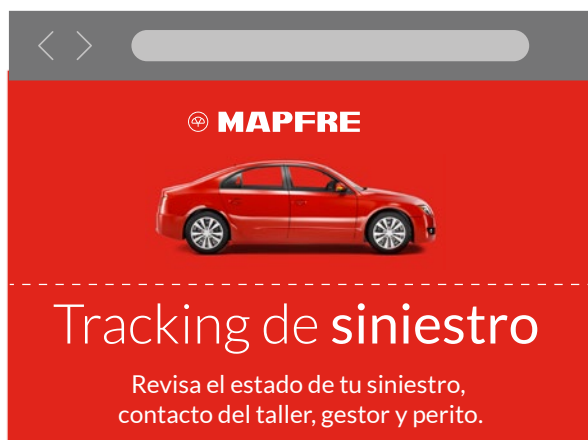 MAPFRE
Tracking de siniestro
Revisa el estado de tu siniestro,
contacto del taller, gestor y perito.